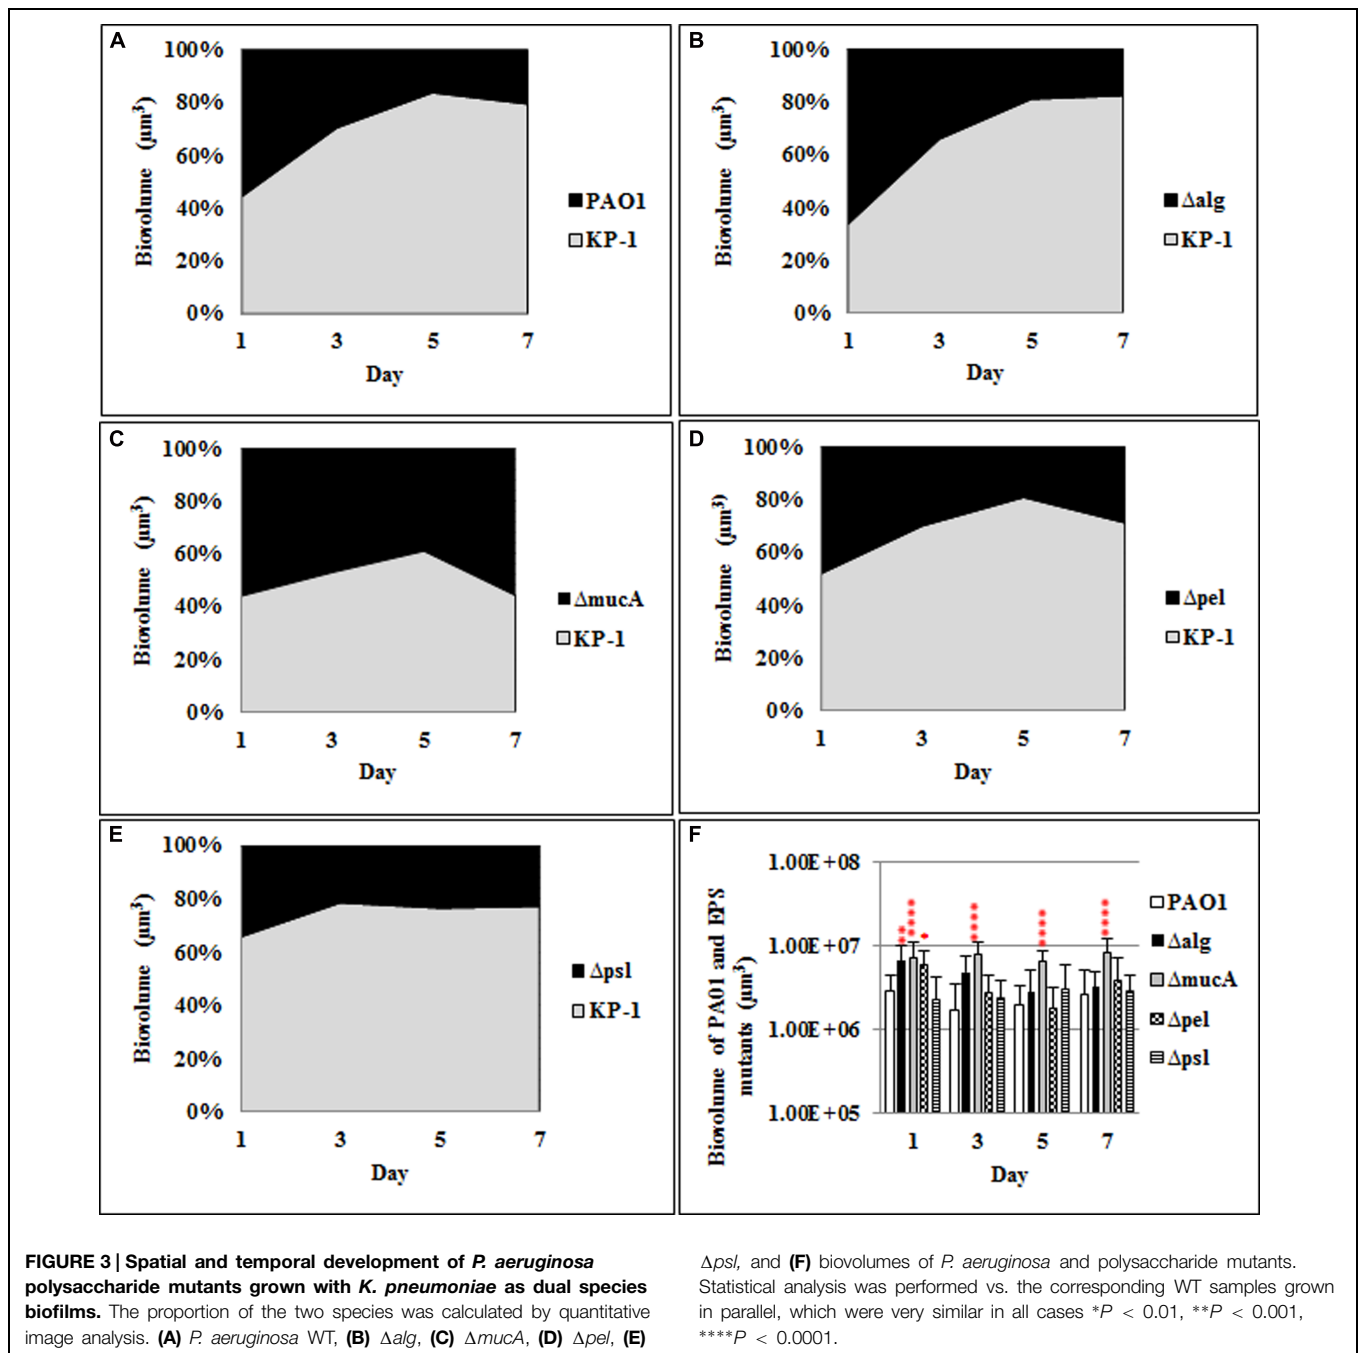 A
100%
80%
60%
40%
20%
0%
Biovolume (µm³)
1 3 5 7
Day
PAO1
KP-1
B
100%
80%
60%
40%
20%
0%
Biovolume (µm³)
1 3 5 7
Day
Δalg
KP-1
C
100%
80%
60%
40%
20%
0%
Biovolume (µm³)
1 3 5 7
Day
ΔmucA
KP-1
D
100%
80%
60%
40%
20%
0%
Biovolume (µm³)
1 3 5 7
Day
Δpel
KP-1
E
100%
80%
60%
40%
20%
0%
Biovolume (µm³)
1 3 5 7
Day
Δpsl
KP-1
F
1.00E+08
1.00E+07
1.00E+06
1.00E+05
Biovolume of PA01 and EPS
mutants (µm³)
** **** *
****
****
****
1 3 5 7
Day
PAO1
Δalg
ΔmucA
Δpel
Δpsl
FIGURE 3 | Spatial and temporal development of P. aeruginosa
polysaccharide mutants grown with K. pneumoniae as dual species
biofilms. The proportion of the two species was calculated by quantitative
image analysis. (A) P. aeruginosa WT, (B) Δalg, (C) ΔmucA, (D) Δpel, (E)
Δpsl, and (F) biovolumes of P. aeruginosa and polysaccharide mutants.
Statistical analysis was performed vs. the corresponding WT samples grown
in parallel, which were very similar in all cases *P < 0.01, **P < 0.001,
****P < 0.0001.